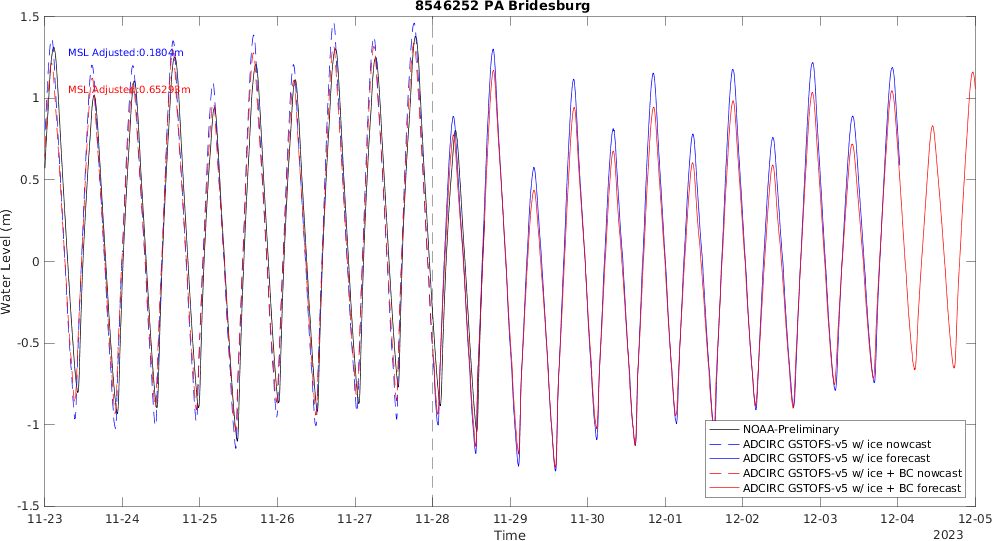 8546252 PA Bridesburg
1.5
MSL Adjusted:0.1804m
MSL Adjusted:0.65293m
1
0.5
0
-0.5
-1
-1.5
Water Level (m)
NOAA-Preliminary
ADCIRC GSTOFS-v5 w/ ice nowcast
ADCIRC GSTOFS-v5 w/ ice forecast
ADCIRC GSTOFS-v5 w/ ice + BC nowcast
ADCIRC GSTOFS-v5 w/ ice + BC forecast
11-23 11-24 11-25 11-26 11-27 11-28 11-29 11-30 12-01 12-02 12-03 12-04 12-05
Time
2023